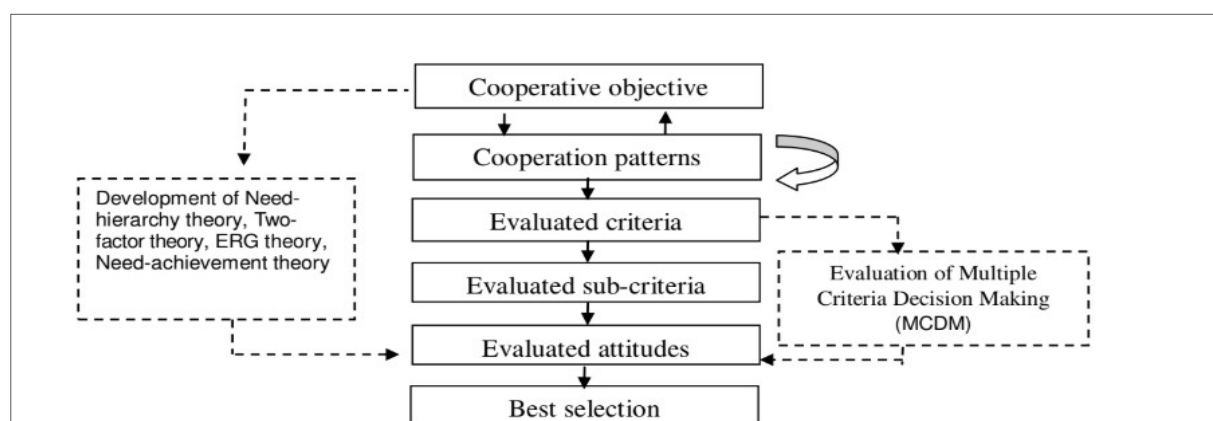 Cooperative objective
Cooperation patterns
Development of Need-
hierarchy theory, Two-
factor theory, ERG theory,
Need-achievement theory
Evaluated criteria
Evaluated sub-criteria
Evaluation of Multiple
Criteria Decision Making
(MCDM)
Evaluated attitudes
Best selection